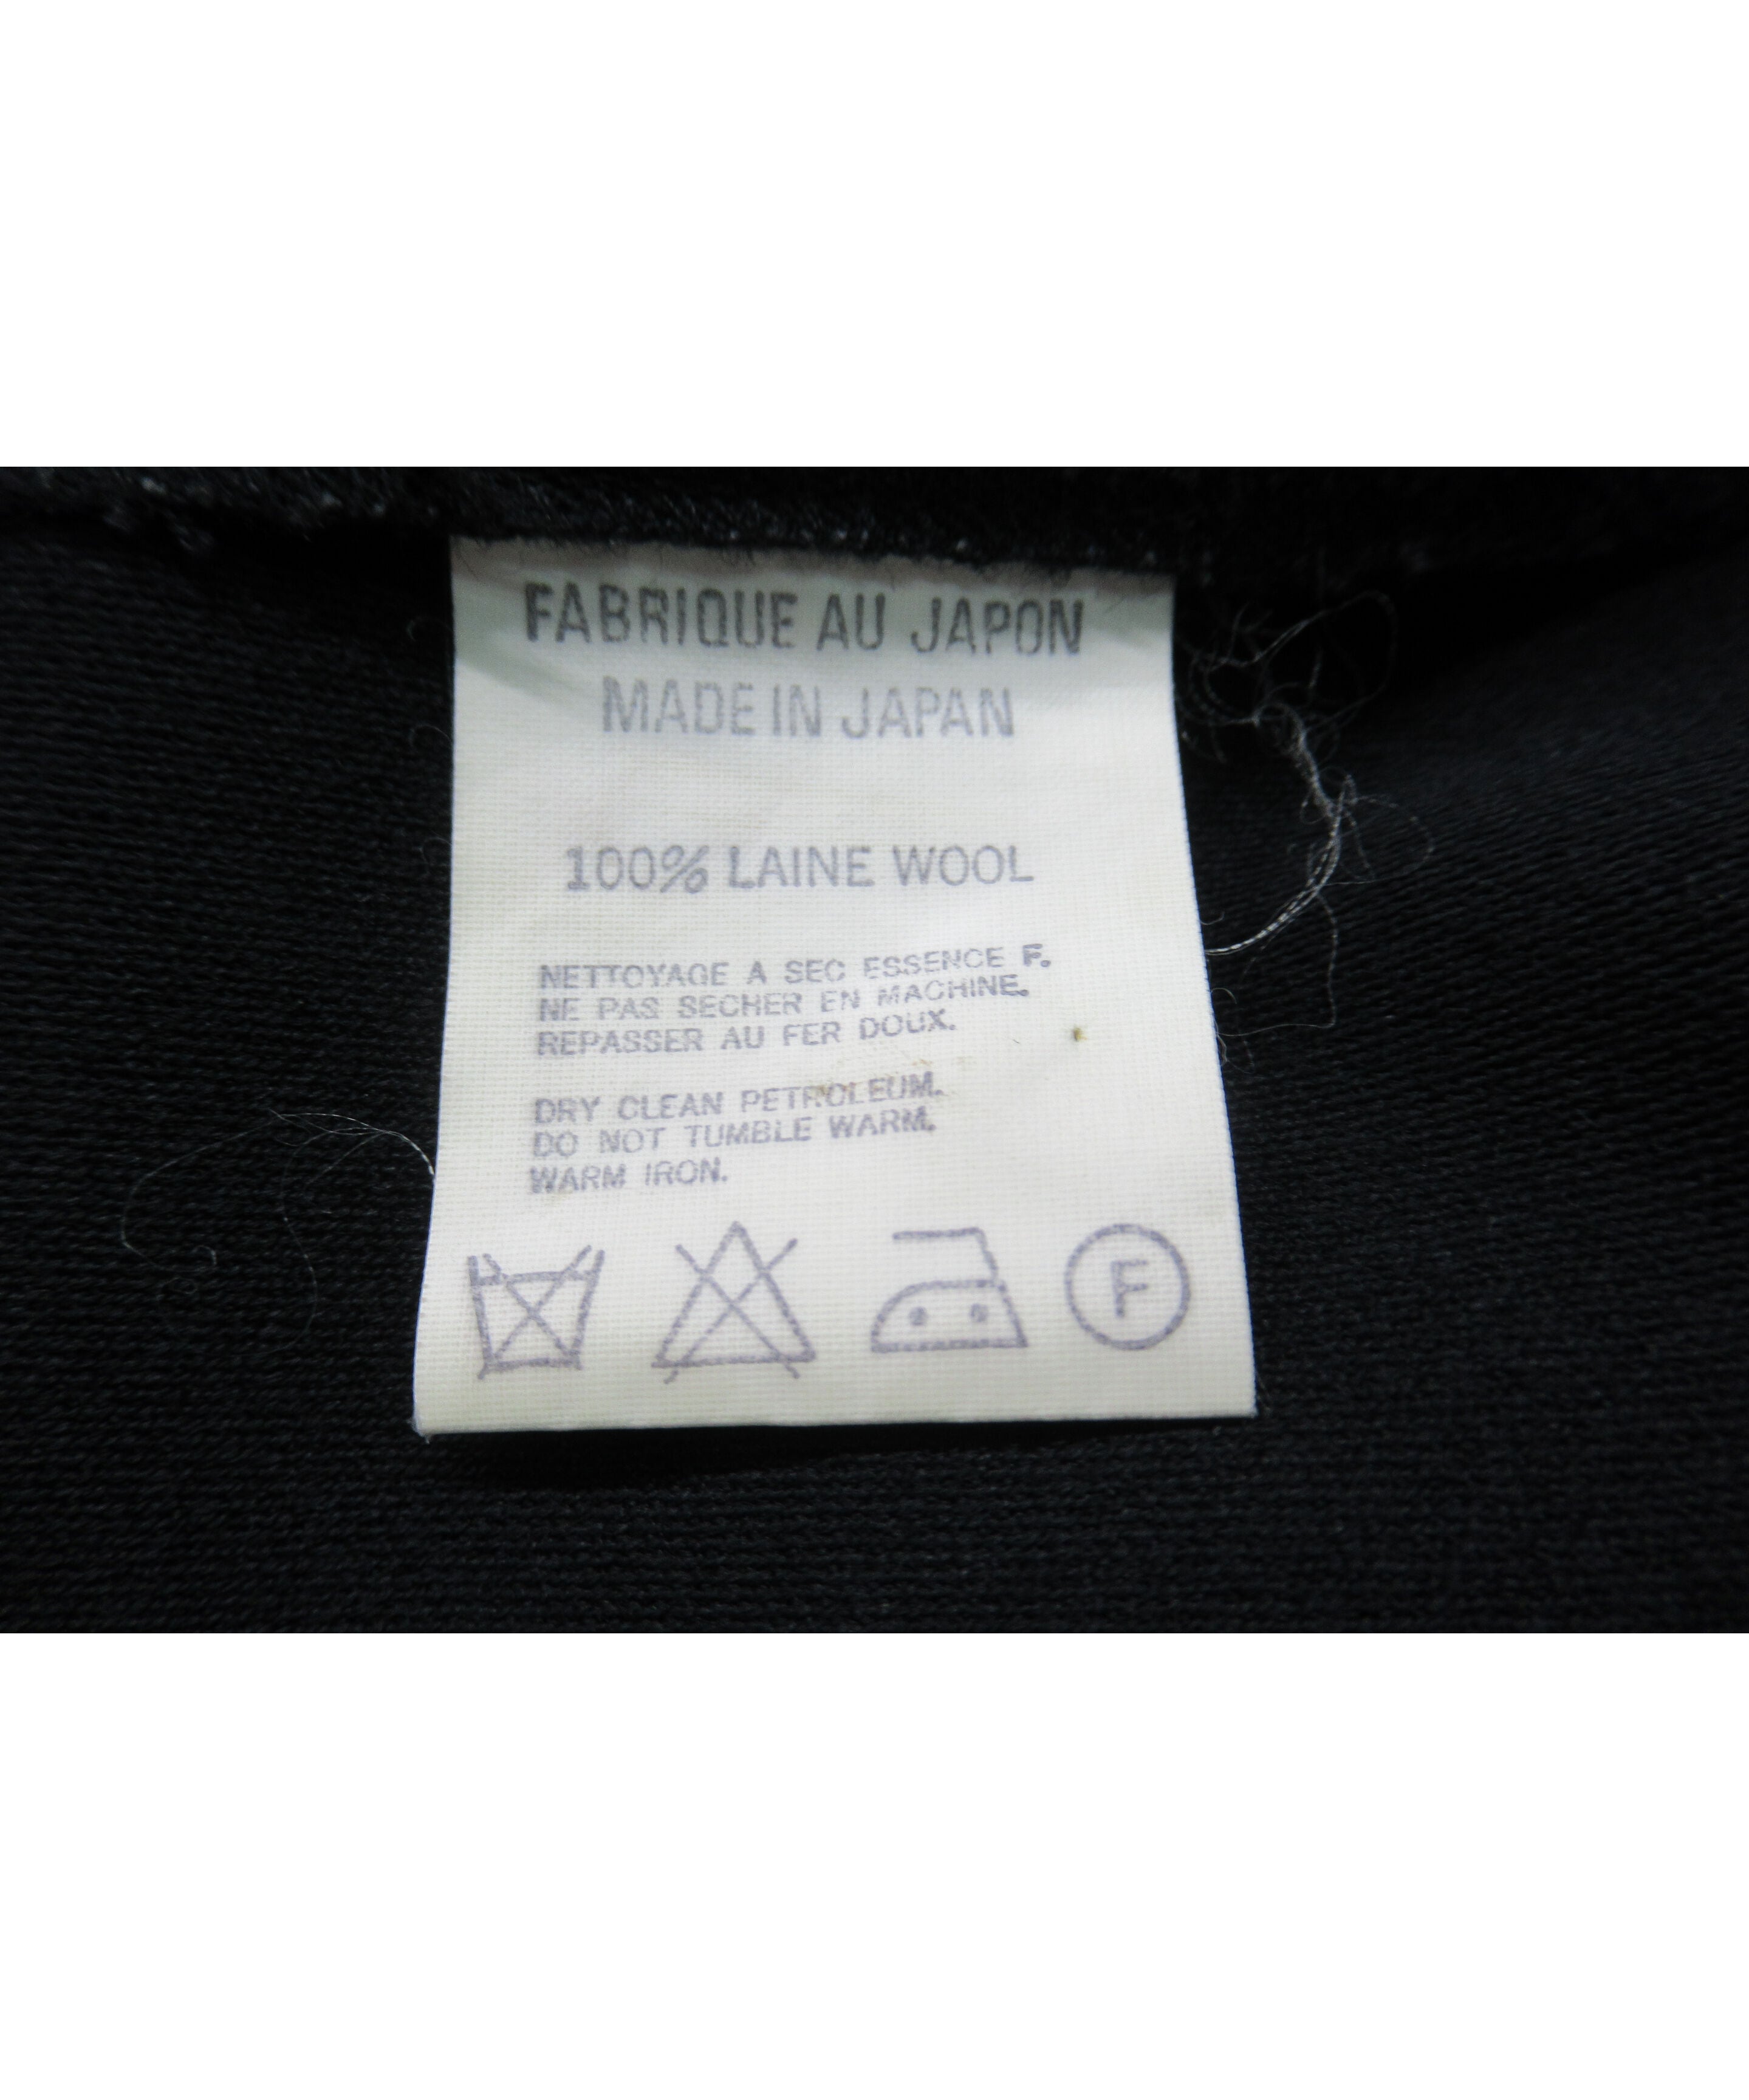 FABRIQUE AU JAPON
MADE IN JAPAN
100% LAINE WOOL
NETTOYAGE A SEC ESSENCE F.
NE PAS SECHER EN MACHINE.
REPASSER AU FER DOUX.
DRY CLEAN PETROLEUM.
DO NOT TUMBLE WARM.
WARM IRON.
F